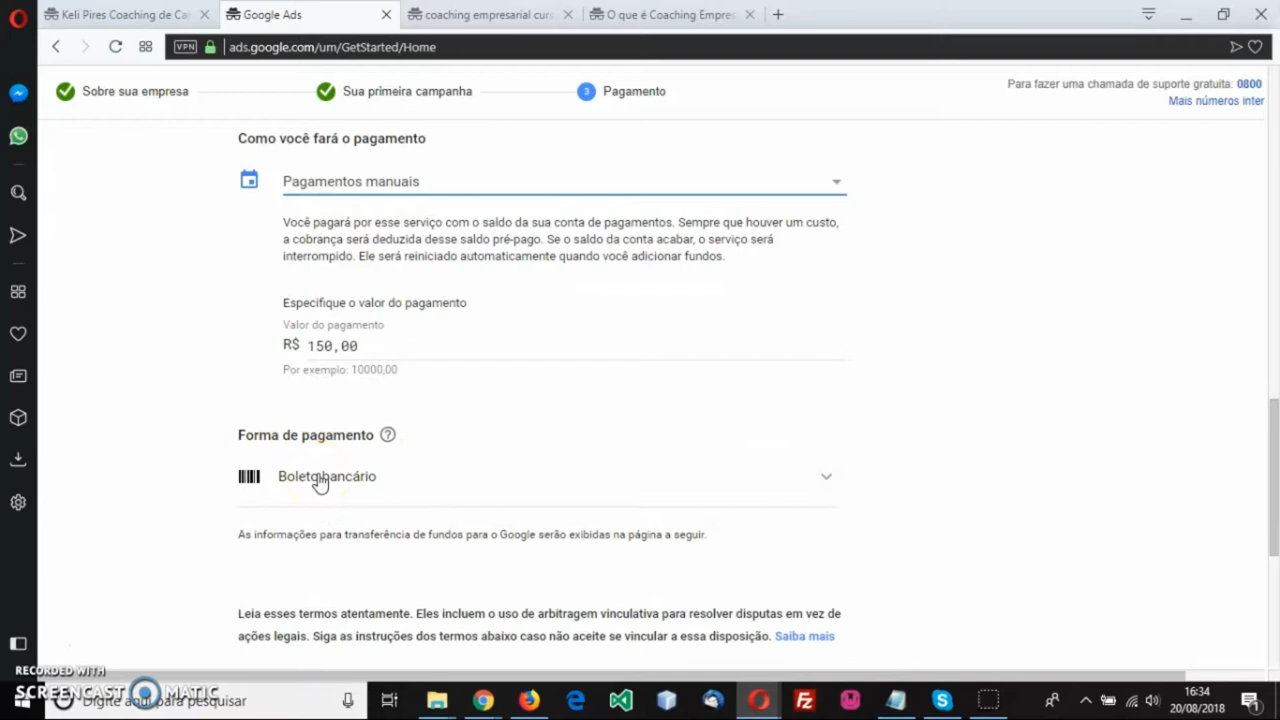 Keli Pires Coaching de Car
Google Ads
coaching empresarial curs
O que é Coaching Empres
VPN
ads.google.com/um/GetStarted/Home
Sobre sua empresa
Sua primeira campanha
3
Pagamento
Para fazer uma chamada de suporte gratuita: 0800
Mais números inter
Como você fará o pagamento
Pagamentos manuais
Você pagará por esse serviço com o saldo da sua conta de pagamentos. Sempre que houver um custo,
a cobrança será deduzida desse saldo pré-pago. Se o saldo da conta acabar, o serviço será
interrompido. Ele será reiniciado automaticamente quando você adicionar fundos.
Especifique o valor do pagamento
Valor do pagamento
R$ 150,00
Por exemplo: 10000,00
Forma de pagamento
Boleto bancário
As informações para transferência de fundos para o Google serão exibidas na página a seguir.
Leia esses termos atentamente. Eles incluem o uso de arbitragem vinculativa para resolver disputas em vez de
ações legais. Siga as instruções dos termos abaixo caso não aceite se vincular a essa disposição. Saiba mais
RECORDED WITH
SCREENCAST MATIC
Digite aqui para pesquisar
16:34
20/08/2018
1